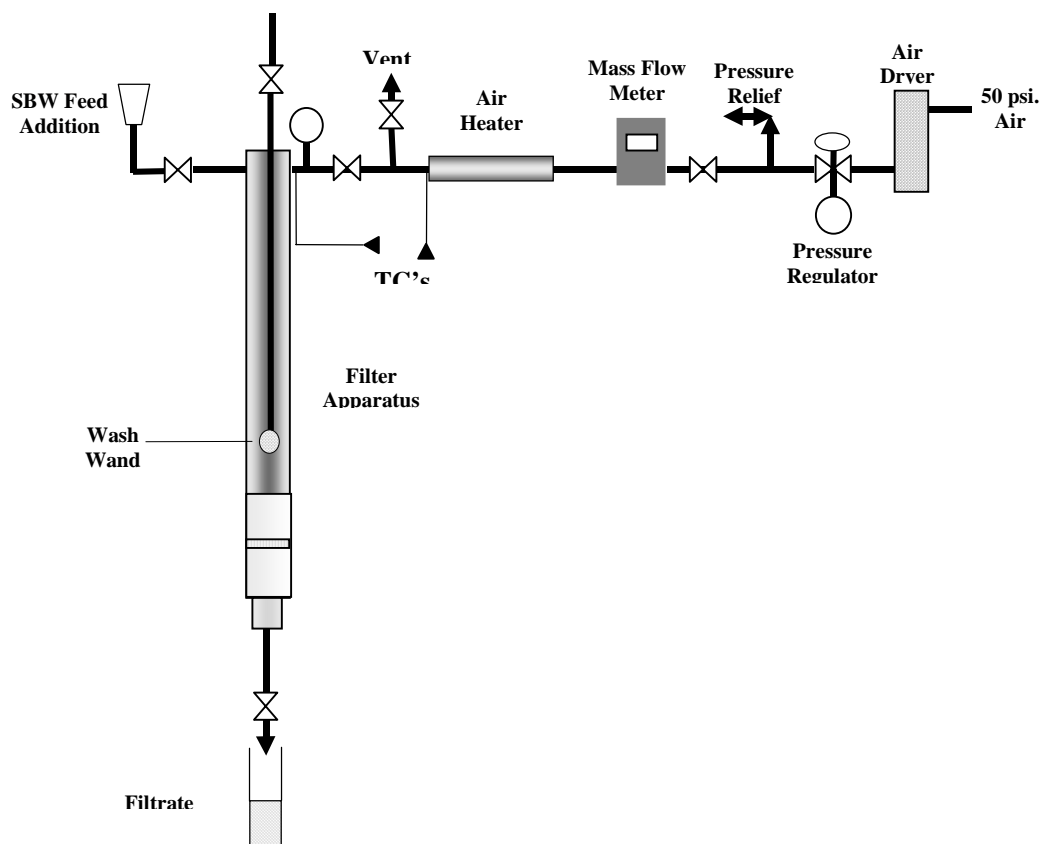 SBW Feed
Addition
Vent
Air
Heater
Mass Flow
Meter
Pressure
Relief
Air
Dryer
50 psi.
Air
Pressure
Regulator
TC's
Filter
Apparatus
Wash
Wand
Filtrate